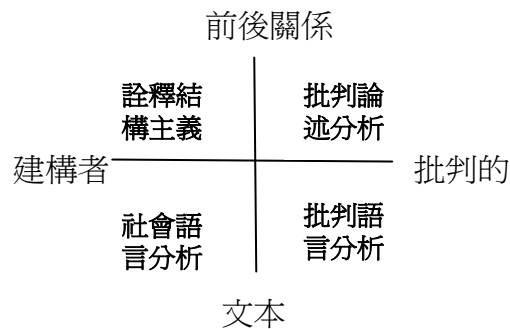 前後關係
詮釋結
構主義
批判論
述分析
建構者
批判的
社會語
言分析
批判語
言分析
文本